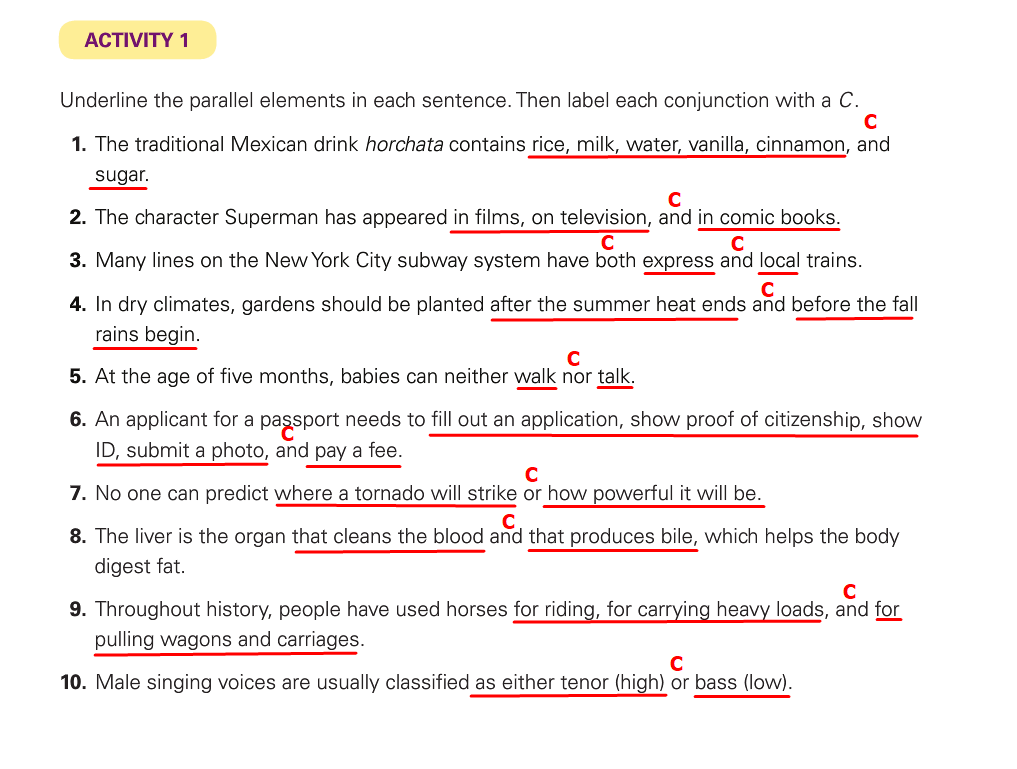 ACTIVITY 1
Underline the parallel elements in each sentence. Then label each conjunction with a C.
C
1. The traditional Mexican drink horchata contains rice, milk, water, vanilla, cinnamon, and
sugar.
C
2. The character Superman has appeared in films, on television, and in comic books.
C C
3. Many lines on the New York City subway system have both express and local trains.
C
4. In dry climates, gardens should be planted after the summer heat ends and before the fall
rains begin.
C
5. At the age of five months, babies can neither walk nor talk.
6. An applicant for a passport needs to fill out an application, show proof of citizenship, show
C
ID, submit a photo, and pay a fee.
C
7. No one can predict where a tornado will strike or how powerful it will be.
C
8. The liver is the organ that cleans the blood and that produces bile, which helps the body
digest fat.
C
9. Throughout history, people have used horses for riding, for carrying heavy loads, and for
pulling wagons and carriages.
C
10. Male singing voices are usually classified as either tenor (high) or bass (low).